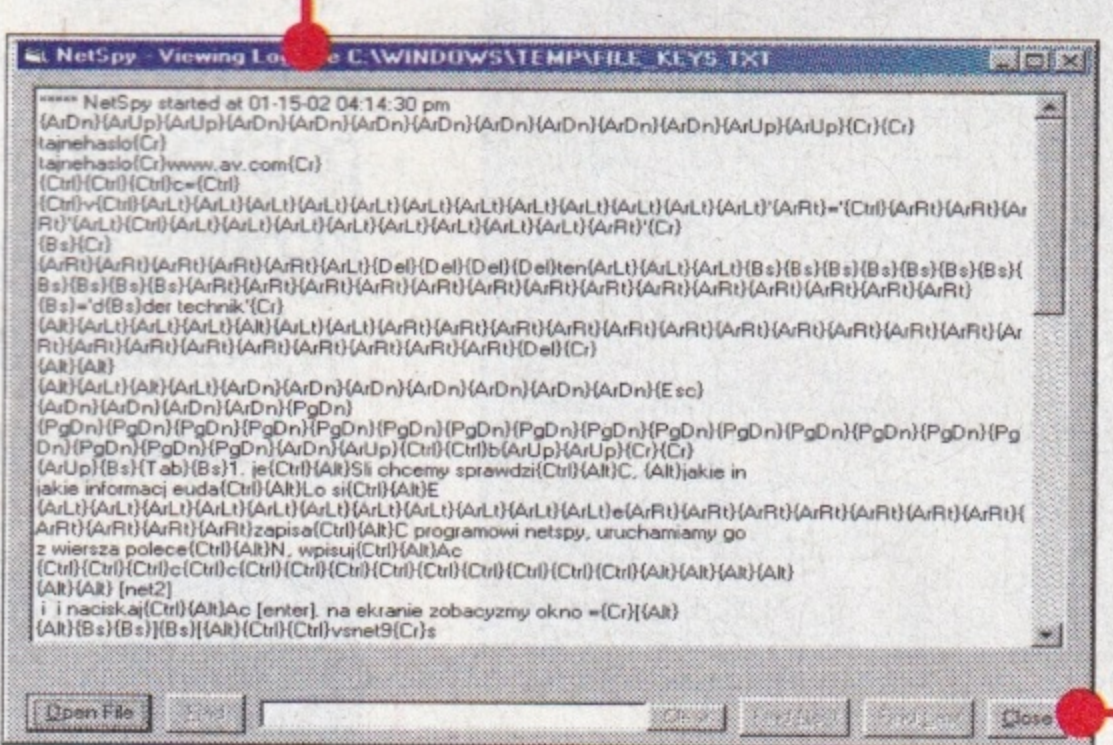 NetSpy - Viewing Log C:\WINDOWS\TEMP\FILE_KEYS.TXT
***** NetSpy started at 01-15-02 04:14:30 pm
{ArDn}{ArUp}{ArUp}{ArDn}{ArDn}{ArDn}{ArDn}{ArDn}{ArDn}{ArDn}{ArDn}{ArDn}{ArUp}{ArUp}{Cr}{Cr}
tajnehaslo{Cr}
tajnehaslo{Cr}www.av.com{Cr}
{Ctrl}{Ctrl}{Ctrl}c={Ctrl}
{Ctrl}v{Ctrl}{ArLt}{ArLt}{ArLt}{ArLt}{ArLt}{ArLt}{ArLt}{ArLt}{ArLt}{ArLt}{ArLt}{ArLt}'{ArRt}='{Ctrl}{ArRt}{ArRt}{Ar
Rt}'{ArLt}{Ctrl}{ArLt}{ArLt}{ArLt}{ArLt}{ArLt}{ArLt}{ArLt}{ArLt}{ArRt}'{Cr}
{Bs}{Cr}
{ArRt}{ArRt}{ArRt}{ArRt}{ArRt}{ArLt}{Del}{Del}{Del}{Del}ten{ArLt}{ArLt}{ArLt}{Bs}{Bs}{Bs}{Bs}{Bs}{Bs}{Bs}{
Bs}{Bs}{Bs}{Bs}{ArRt}{ArRt}{ArRt}{ArRt}{ArRt}{ArRt}{ArRt}{ArRt}{ArRt}{ArRt}{ArRt}{ArRt}{ArRt}
{Bs}='d{Bs}der technik'{Cr}
{Alt}{ArLt}{ArLt}{ArLt}{Alt}{ArLt}{ArLt}{ArRt}{ArRt}{ArRt}{ArRt}{ArRt}{ArRt}{ArRt}{ArRt}{ArRt}{ArRt}{ArRt}{Ar
Rt}{ArRt}{ArRt}{ArRt}{ArRt}{ArRt}{ArRt}{ArRt}{ArRt}{Del}{Cr}
{Alt}{Alt}
{Alt}{ArLt}{Alt}{ArLt}{ArDn}{ArDn}{ArDn}{ArDn}{ArDn}{ArDn}{ArDn}{Esc}
{ArDn}{ArDn}{ArDn}{ArDn}{PgDn}
{PgDn}{PgDn}{PgDn}{PgDn}{PgDn}{PgDn}{PgDn}{PgDn}{PgDn}{PgDn}{PgDn}{PgDn}{PgDn}{PgDn}{Pg
Dn}{PgDn}{PgDn}{PgDn}{ArDn}{ArUp}{Ctrl}{Ctrl}b{ArUp}{ArUp}{Cr}{Cr}
{ArUp}{Bs}{Tab}{Bs}1. je{Ctrl}{Alt}Sli chcemy sprawdzi{Ctrl}{Alt}C, {Alt}jakie in
jakie informacj euda{Ctrl}{Alt}Lo si{Ctrl}{Alt}E
{ArLt}{ArLt}{ArLt}{ArLt}{ArLt}{ArLt}{ArLt}{ArLt}{ArLt}{ArLt}{ArLt}e{ArRt}{ArRt}{ArRt}{ArRt}{ArRt}{ArRt}{ArRt}{
ArRt}{ArRt}{ArRt}{ArRt}zapisa{Ctrl}{Alt}C programowi netspy, uruchamiamy go
z wiersza polece{Ctrl}{Alt}N, wpisuj{Ctrl}{Alt}Ac
{Ctrl}{Ctrl}{Ctrl}c{Ctrl}c{Ctrl}{Ctrl}{Ctrl}{Ctrl}{Ctrl}{Ctrl}{Ctrl}{Ctrl}{Ctrl}{Alt}{Alt}{Alt}{Alt}
{Alt}{Alt} [net2]
i i naciskaj{Ctrl}{Alt}Ac [enter]. na ekranie zobacyzmy okno ={Cr}[{Alt}
{Alt}{Bs}{Bs}]{Bs}[{Alt}{Ctrl}{Ctrl}vsnet9{Cr}s
Open File Find Clear Find Next Find Prev Close